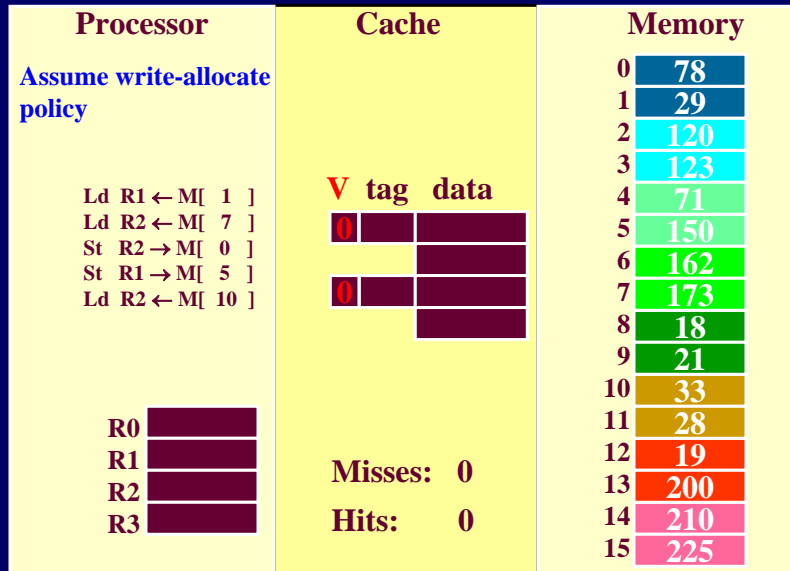 Processor
Assume write-allocate
policy
Ld R1 ← M[ 1 ]
Ld R2 ← M[ 7 ]
St R2 → M[ 0 ]
St R1 → M[ 5 ]
Ld R2 ← M[ 10 ]
R0
R1
R2
R3
Cache
V tag data
0
0
Misses: 0
Hits: 0
Memory
0 78
1 29
2 120
3 123
4 71
5 150
6 162
7 173
8 18
9 21
10 33
11 28
12 19
13 200
14 210
15 225